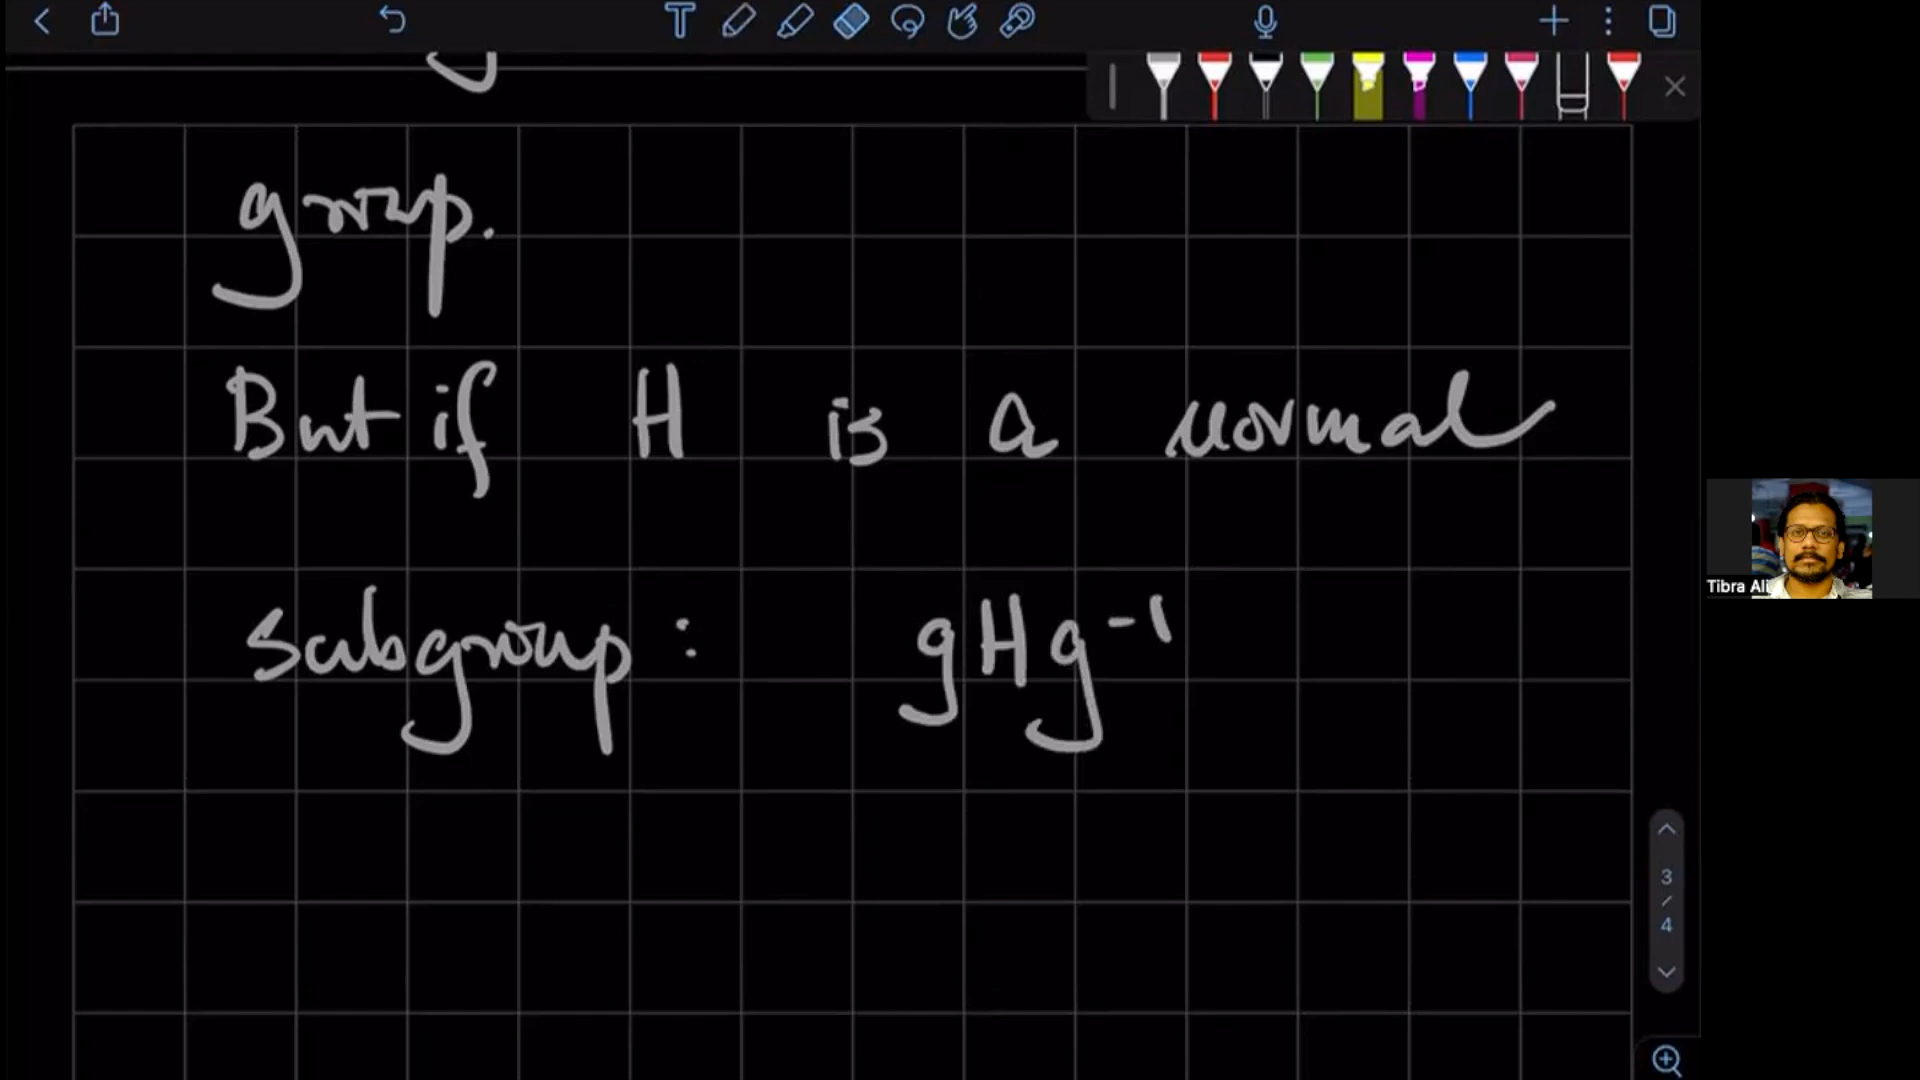 group.
But if H is a normal
subgroup : gHg⁻¹
Tibra Ali
3
/
4